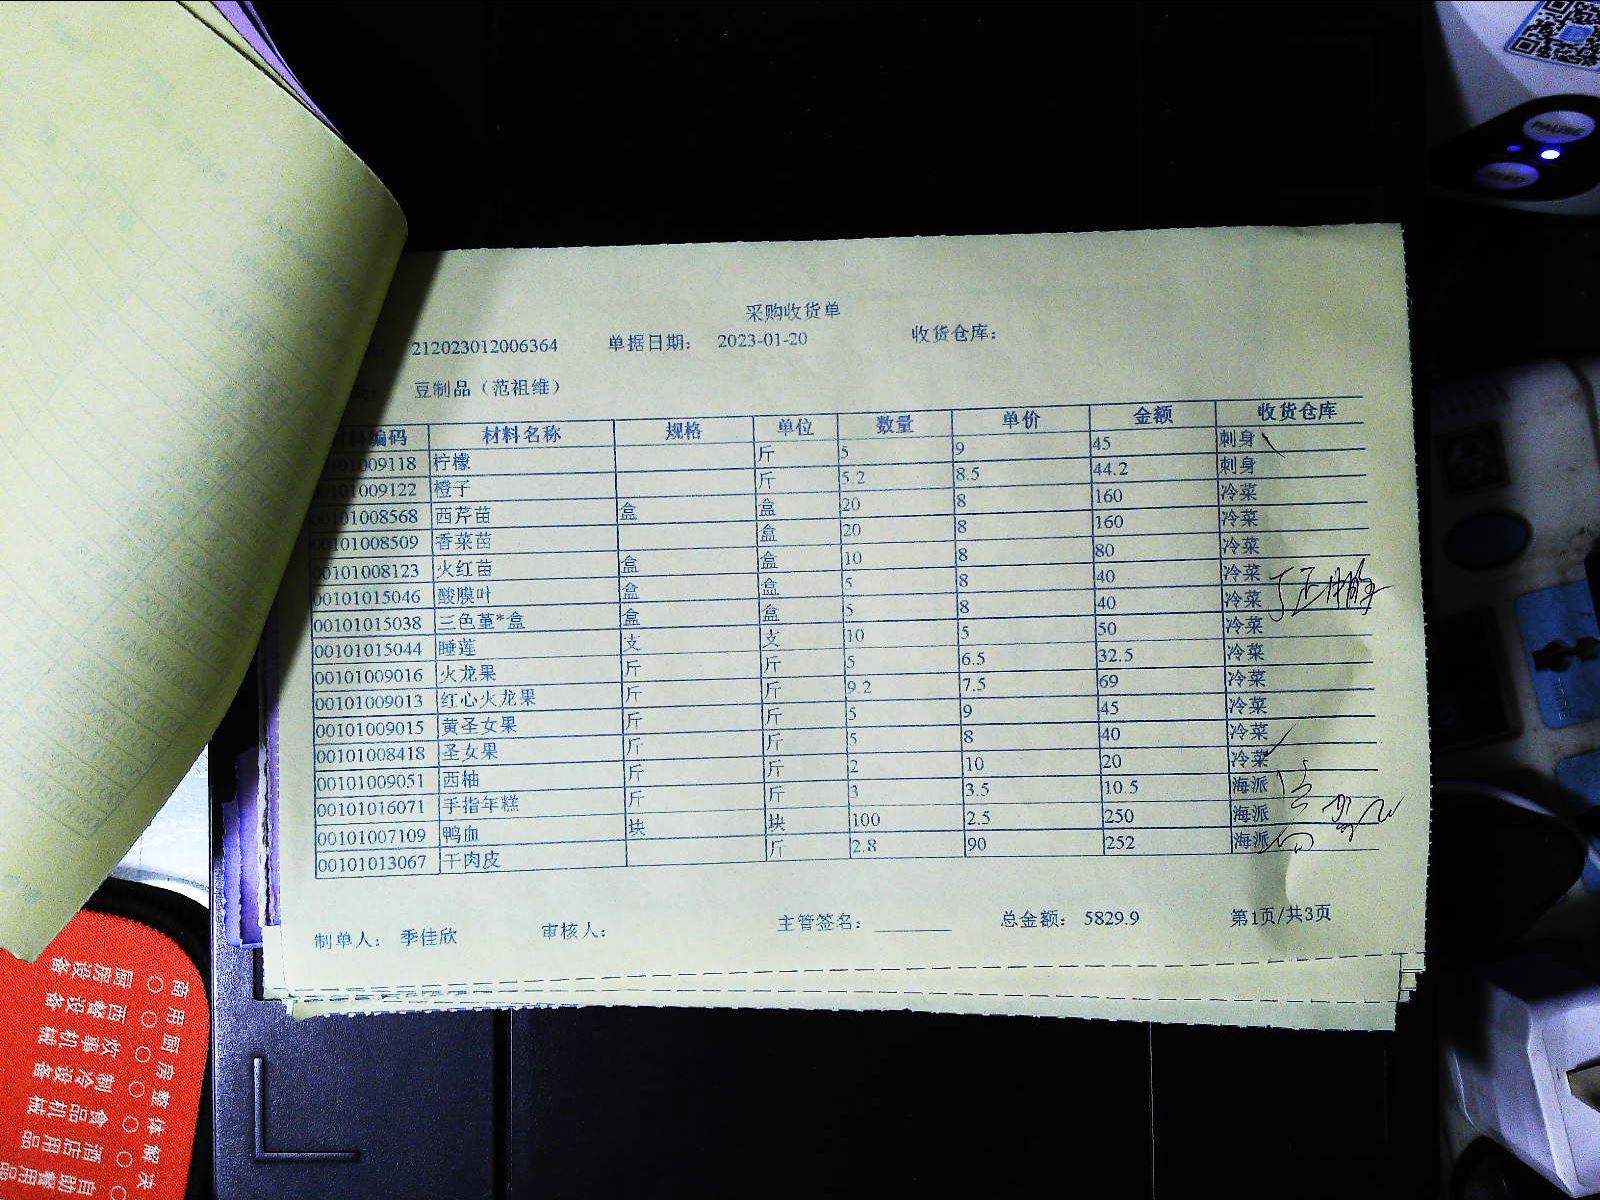 采购收货单
212023012006364 单据日期: 2023-01-20 收货仓库:
豆制品（范祖维）
编码 材料名称 规格 单位 数量 单价 金额 收货仓库
101009118 柠檬 斤 5 9 45 刺身
0101009122 橙子 斤 5.2 8.5 44.2 刺身
00101008568 西芹苗 盒 盒 20 8 160 冷菜
00101008509 香菜苗 盒 20 8 160 冷菜
00101008123 火红苗 盒 盒 10 8 80 冷菜
00101015046 酸膜叶 盒 盒 5 8 40 冷菜
00101015038 三色堇*盒 盒 盒 5 8 40 冷菜
00101015044 睡莲 支 支 10 5 50 冷菜
00101009016 火龙果 斤 斤 5 6.5 32.5 冷菜
00101009013 红心火龙果 斤 斤 9.2 7.5 69 冷菜
00101009015 黄圣女果 斤 斤 5 9 45 冷菜
00101008418 圣女果 斤 斤 5 8 40 冷菜
00101009051 西柚 斤 斤 2 10 20 冷菜
00101016071 手指年糕 斤 斤 3 3.5 10.5 海派
00101007109 鸭血 块 块 100 2.5 250 海派
00101013067 干肉皮 斤 2.8 90 252 海派
制单人: 季佳欣 审核人: 主管签名: 总金额: 5829.9 第1页/共3页
PAUSE
商用厨房整体解决
厨房设备
西餐设备
炊事机械
制冷设备
食品机械
酒店用品
自助餐用品